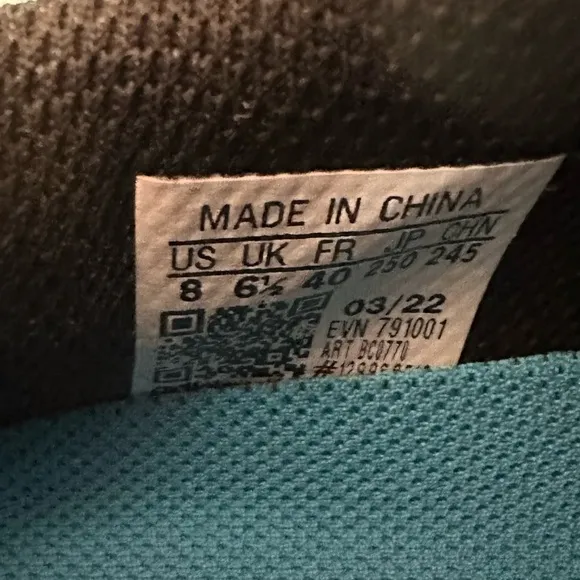 MADE IN CHINA
US UK FR JP CHN
8 6½ 40 250 245
03/22
EVN 791001
ART BC0770